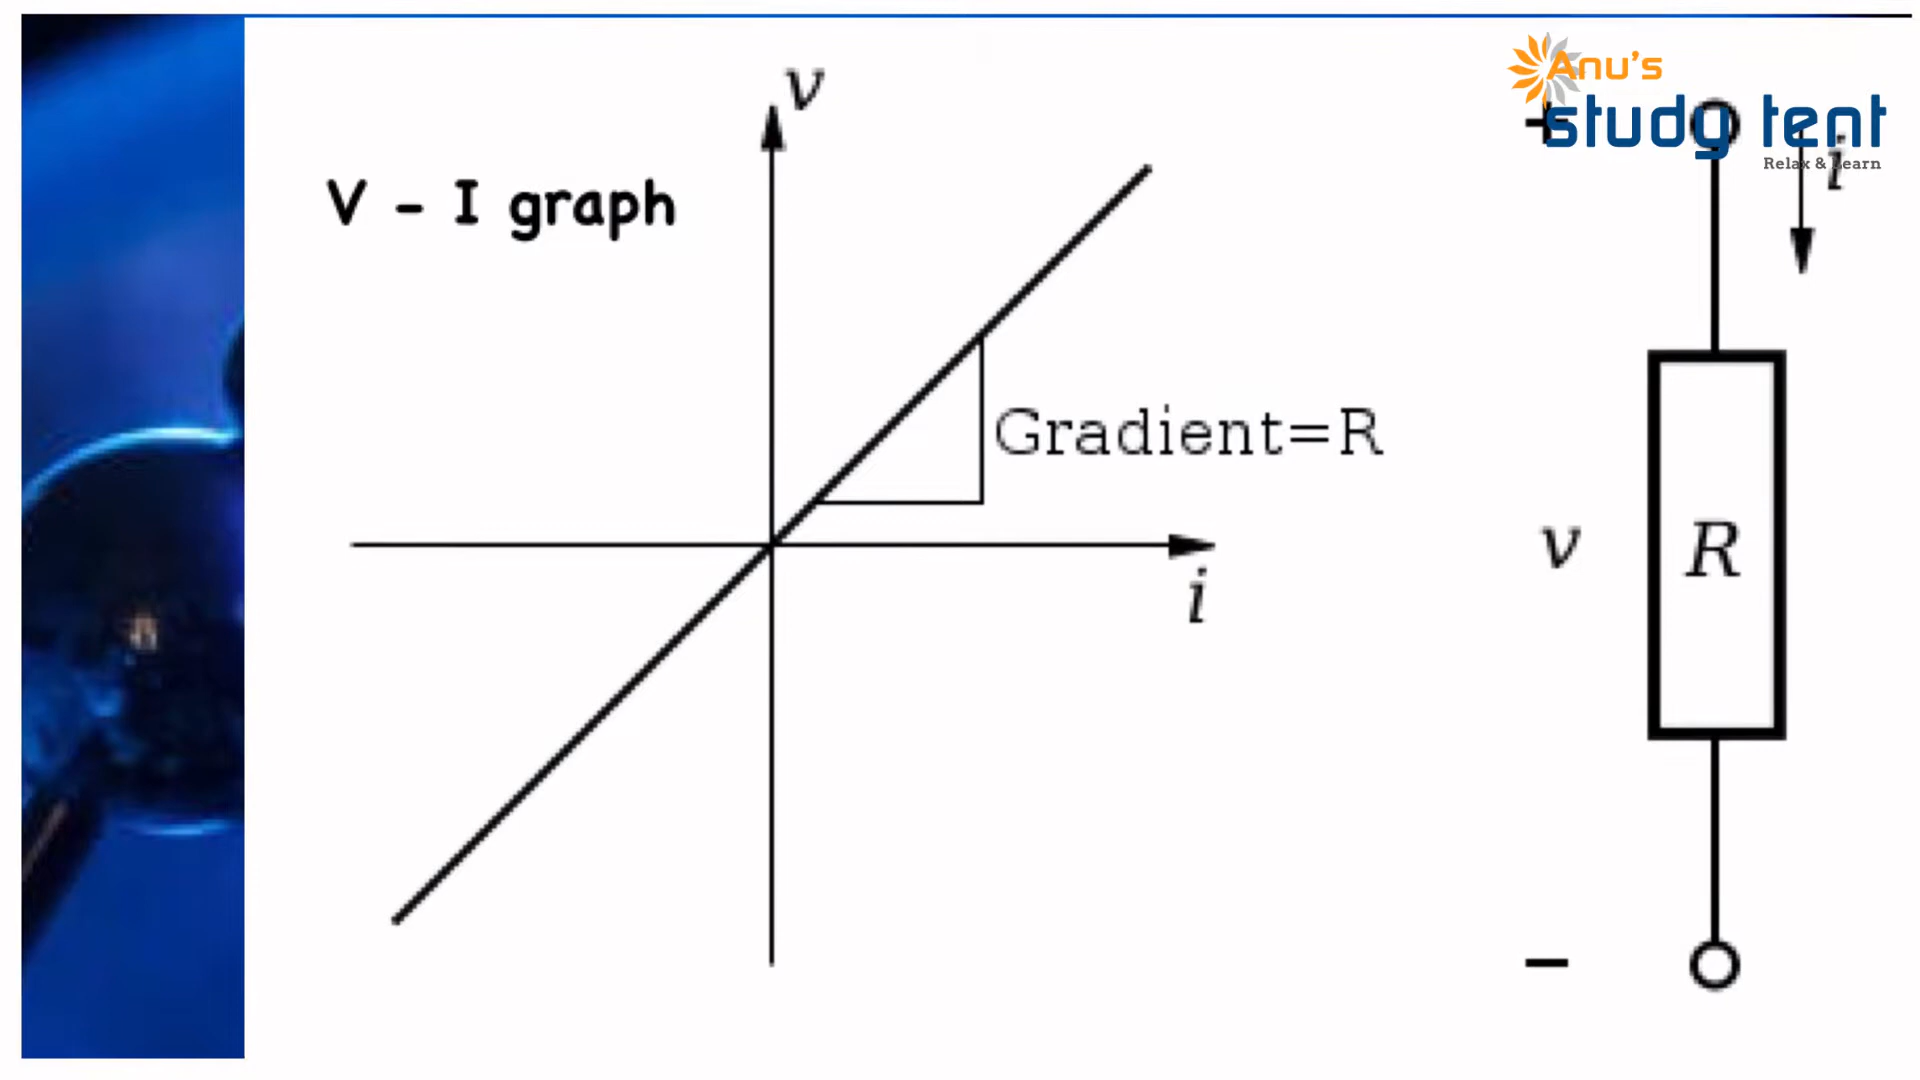 v
V - I graph
Gradient=R
i
Anu's
study tent
Relax & Learn
+
i
v
R
−